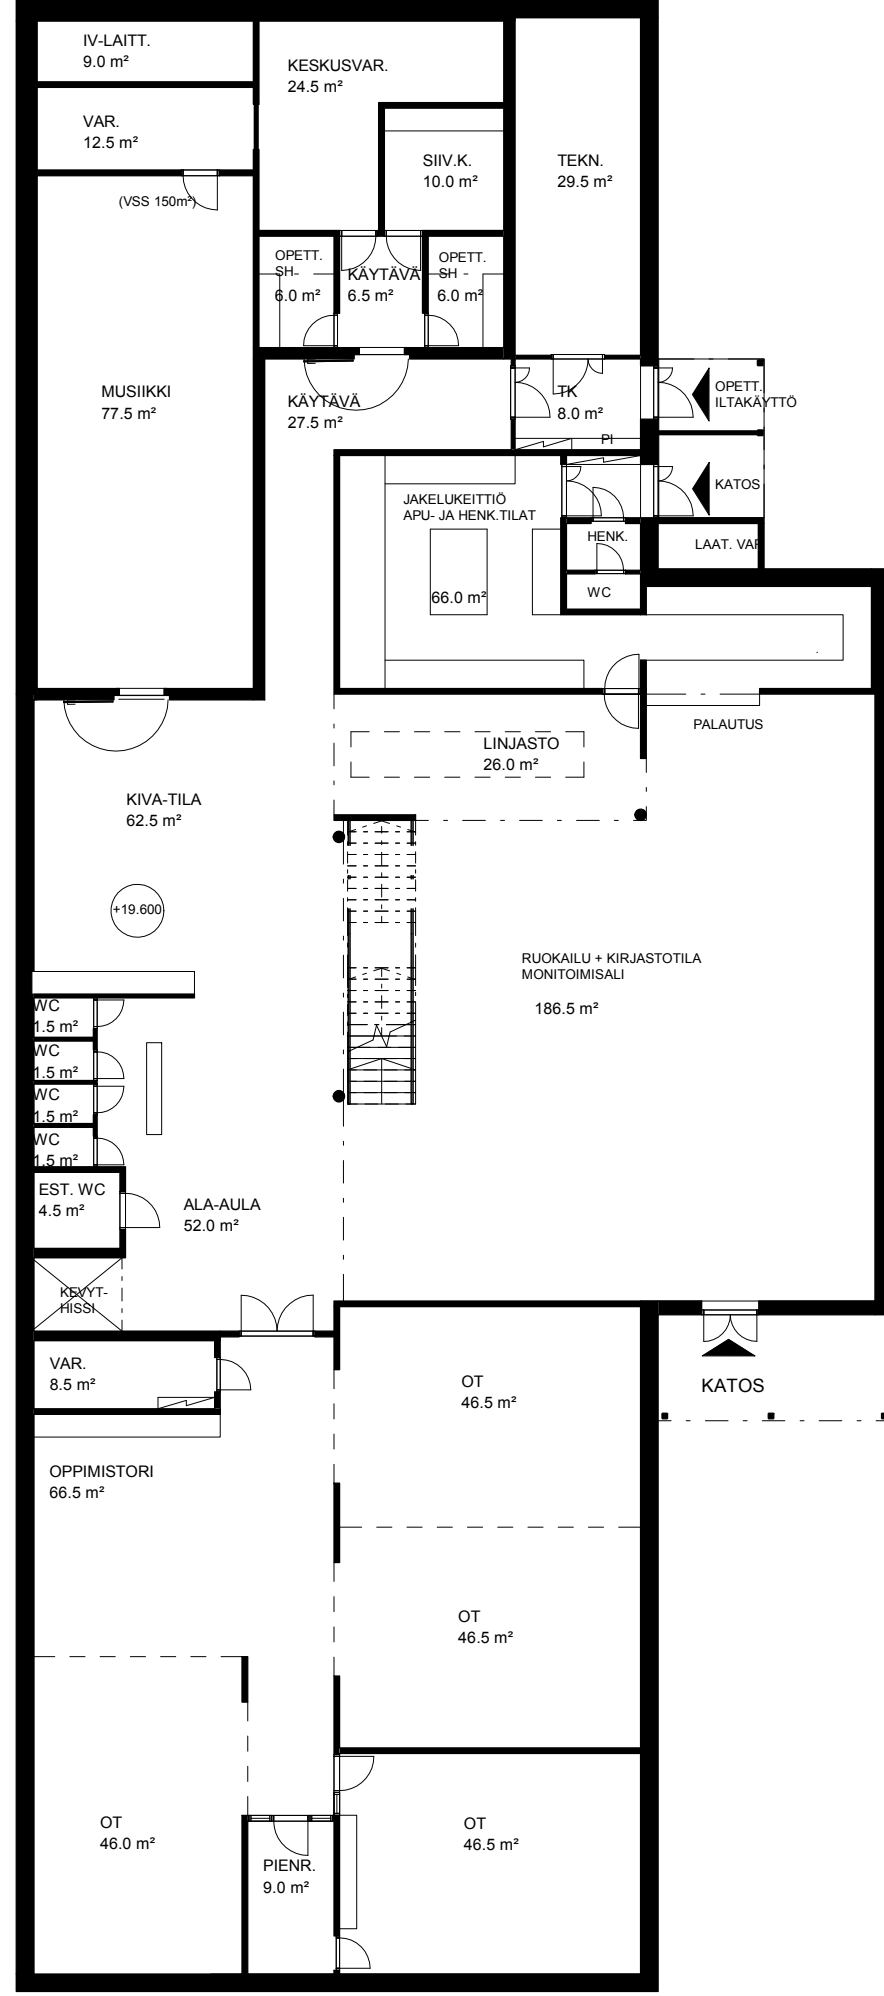 IV-LAITT.
9.0 m²
KESKUSVAR.
24.5 m²
VAR.
12.5 m²
SIIV.K.
10.0 m²
TEKN.
29.5 m²
(VSS 150m²)
OPETT.
SH
6.0 m²
KÄYTÄVÄ
6.5 m²
OPETT.
SH
6.0 m²
MUSIIKKI
77.5 m²
KÄYTÄVÄ
27.5 m²
TK
8.0 m²
PI
OPETT.
ILTAKÄYTTÖ
KATOS
JAKELUKEITTIÖ
APU- JA HENK.TILAT
66.0 m²
HENK.
WC
LAAT. VAR
PALAUTUS
LINJASTO
26.0 m²
KIVA-TILA
62.5 m²
+19.600
RUOKAILU + KIRJASTOTILA
MONITOIMISALI
186.5 m²
WC
1.5 m²
WC
1.5 m²
WC
1.5 m²
WC
1.5 m²
EST. WC
4.5 m²
ALA-AULA
52.0 m²
KEVYT-
HISSI
VAR.
8.5 m²
OT
46.5 m²
KATOS
OPPIMISTORI
66.5 m²
OT
46.5 m²
OT
46.0 m²
OT
46.5 m²
PIENR.
9.0 m²